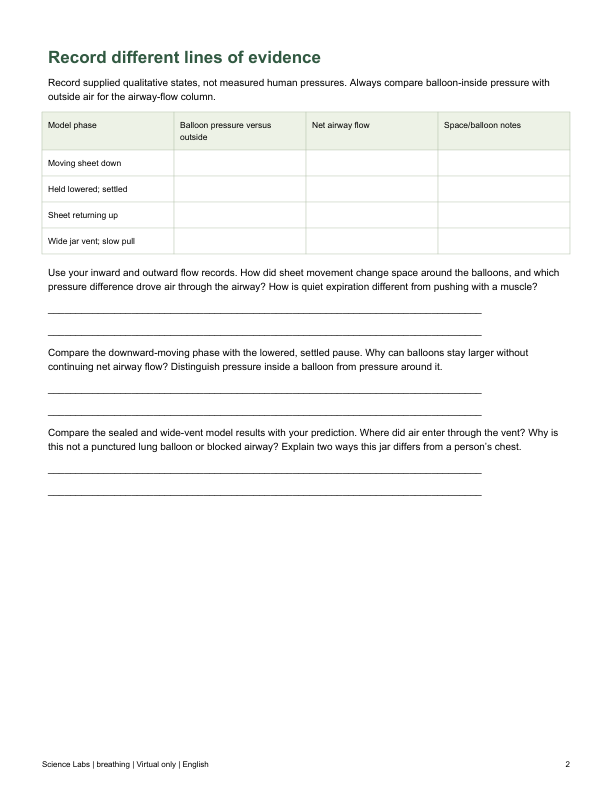 Record different lines of evidence
Record supplied qualitative states, not measured human pressures. Always compare balloon-inside pressure with
outside air for the airway-flow column.
Model phase
Balloon pressure versus
outside
Net airway flow
Space/balloon notes
Moving sheet down
Held lowered; settled
Sheet returning up
Wide jar vent; slow pull
Use your inward and outward flow records. How did sheet movement change space around the balloons, and which
pressure difference drove air through the airway? How is quiet expiration different from pushing with a muscle?
Compare the downward-moving phase with the lowered, settled pause. Why can balloons stay larger without
continuing net airway flow? Distinguish pressure inside a balloon from pressure around it.
Compare the sealed and wide-vent model results with your prediction. Where did air enter through the vent? Why is
this not a punctured lung balloon or blocked airway? Explain two ways this jar differs from a person's chest.
Science Labs | breathing | Virtual only | English
2